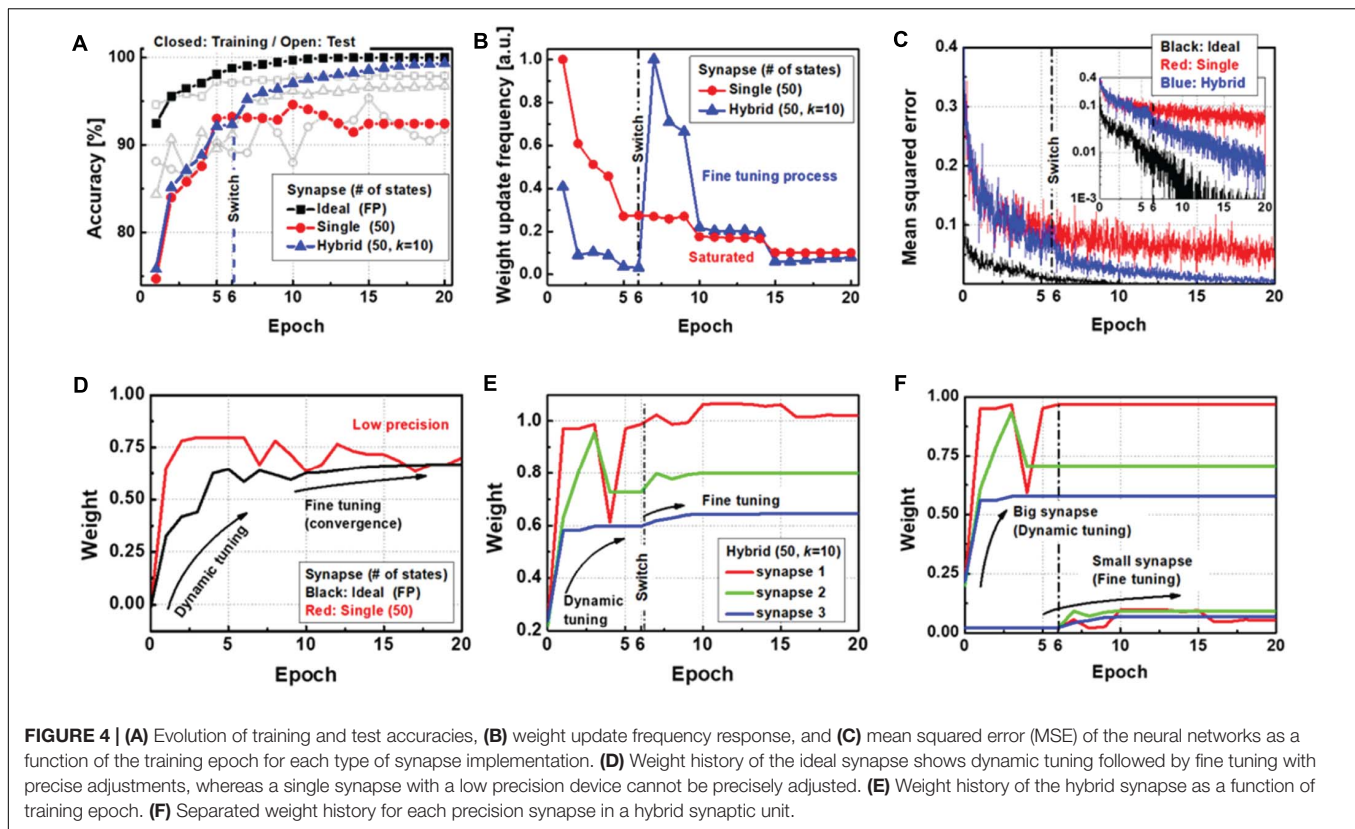 A
Closed: Training / Open: Test
100
90
80
Accuracy [%]
Synapse (# of states)
Ideal (FP)
Single (50)
Hybrid (50, k=10)
Switch
0 5 6 10 15 20
Epoch
B
1.0
0.8
0.6
0.4
0.2
0.0
Weight update frequency [a.u.]
Synapse (# of states)
Single (50)
Hybrid (50, k=10)
Switch
Fine tuning process
Saturated
0 5 6 10 15 20
Epoch
C
0.4
0.3
0.2
0.1
Mean squared error
Black: Ideal
Red: Single
Blue: Hybrid
0.4
0.1
0.01
1E-3
0 5 6 10 15 20
Switch
0 5 6 10 15 20
Epoch
D
1.00
0.75
0.50
0.25
0.00
Weight
Low precision
Fine tuning
(convergence)
Dynamic tuning
Synapse (# of states)
Black: Ideal (FP)
Red: Single (50)
0 5 10 15 20
Epoch
E
1.0
0.8
0.6
0.4
0.2
Weight
Fine tuning
Dynamic
tuning
Switch
Hybrid (50, k=10)
synapse 1
synapse 2
synapse 3
0 5 6 10 15 20
Epoch
F
1.00
0.75
0.50
0.25
0.00
Weight
Big synapse
(Dynamic tuning)
Small synapse
(Fine tuning)
0 5 6 10 15 20
Epoch
FIGURE 4 | (A) Evolution of training and test accuracies, (B) weight update frequency response, and (C) mean squared error (MSE) of the neural networks as a
function of the training epoch for each type of synapse implementation. (D) Weight history of the ideal synapse shows dynamic tuning followed by fine tuning with
precise adjustments, whereas a single synapse with a low precision device cannot be precisely adjusted. (E) Weight history of the hybrid synapse as a function of
training epoch. (F) Separated weight history for each precision synapse in a hybrid synaptic unit.